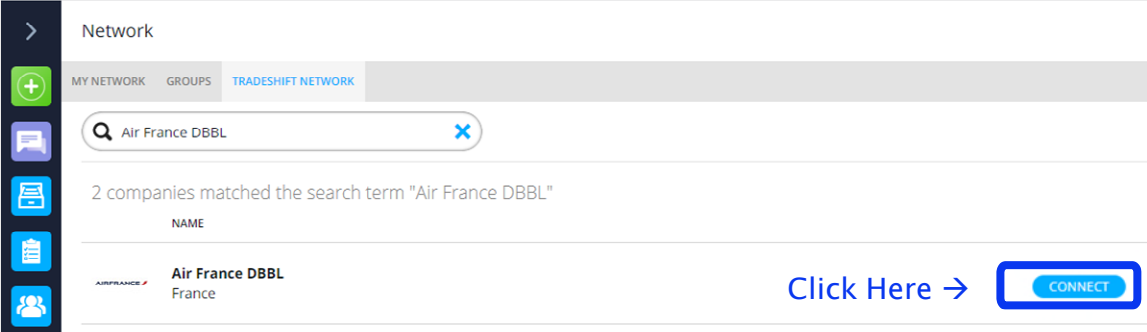 Network
MY NETWORK GROUPS TRADESHIFT NETWORK
Air France DBBL
2 companies matched the search term "Air France DBBL"
NAME
AIRFRANCE
Air France DBBL
France
Click Here →
CONNECT